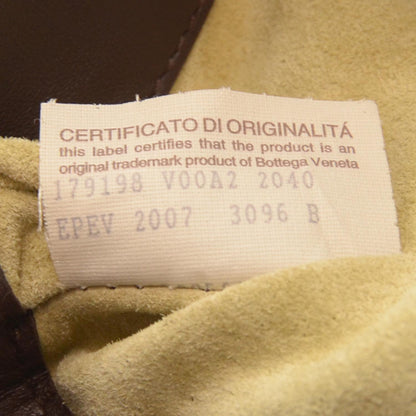 CERTIFICATO DI ORIGINALITÁ
this label certifies that the product is an
original trademark product of Bottega Veneta
179198 V00A2 2040
EPEV 2007 3096 B